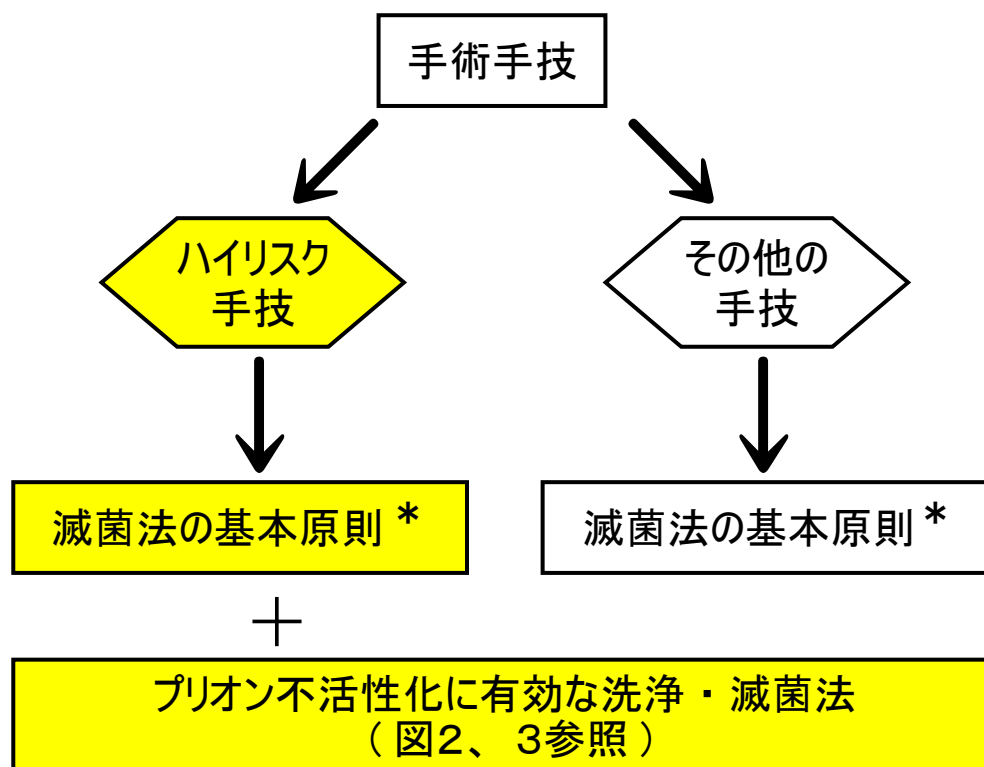 手術手技
ハイリスク
手技
その他の
手技
滅菌法の基本原則*
滅菌法の基本原則*
+
プリオン不活性化に有効な洗浄・滅菌法
(図2、3参照)